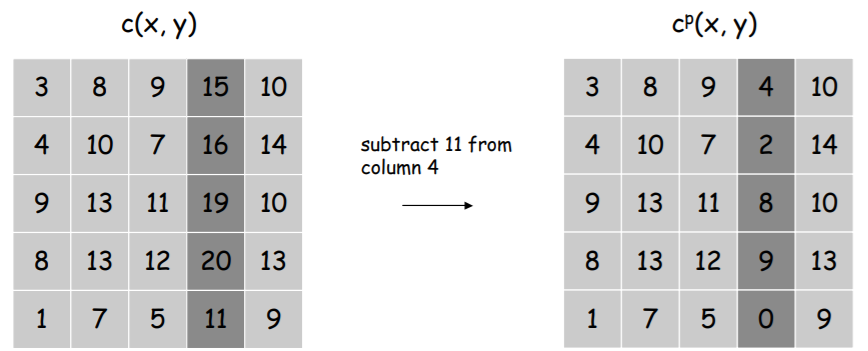 c(x, y)
3 8 9 15 10
4 10 7 16 14
9 13 11 19 10
8 13 12 20 13
1 7 5 11 9
subtract 11 from
column 4
cᵖ(x, y)
3 8 9 4 10
4 10 7 2 14
9 13 11 8 10
8 13 12 9 13
1 7 5 0 9